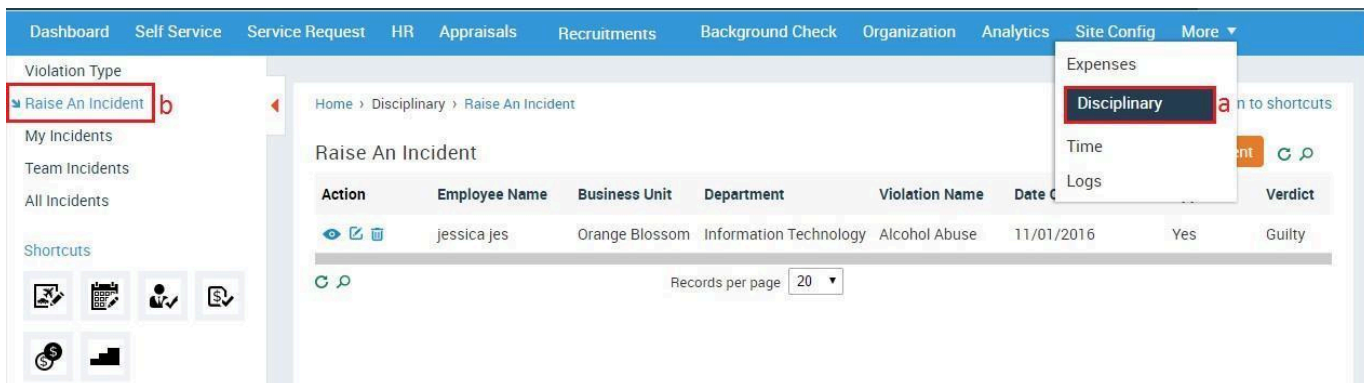 Dashboard Self Service Service Request HR Appraisals Recruitments Background Check Organization Analytics Site Config More
Violation Type
Raise An Incident b
My Incidents
Team Incidents
All Incidents
Shortcuts
Expenses
Disciplinary a
Time
Logs
Home › Disciplinary › Raise An Incident to shortcuts
Raise An Incident
Action Employee Name Business Unit Department Violation Name Date Verdict
jessica jes Orange Blossom Information Technology Alcohol Abuse 11/01/2016 Yes Guilty
Records per page 20